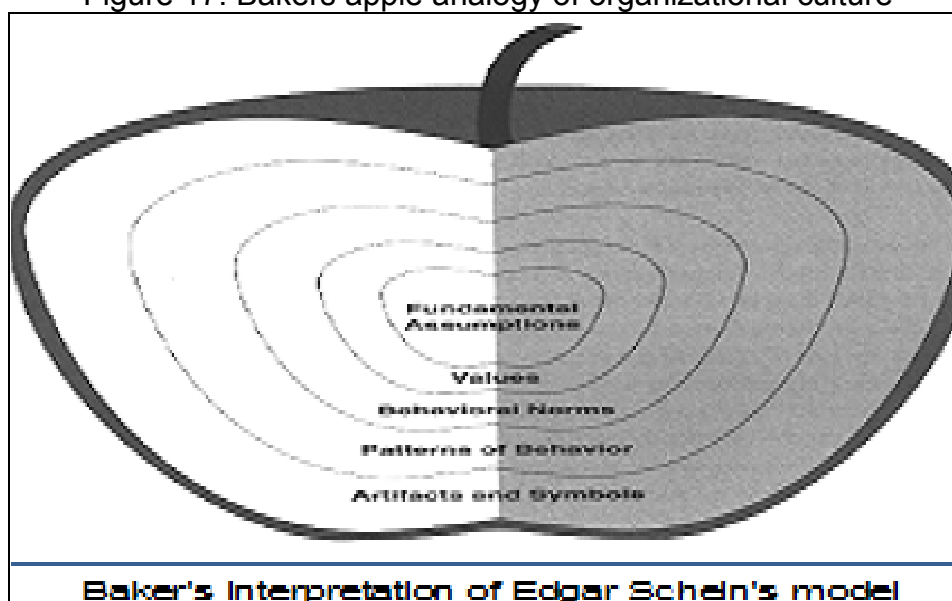 Figure 17: Bakers apple analogy of organizational culture
Fundamental
Assumptions
Values
Behavioral Norms
Patterns of Behavior
Artifacts and Symbols
Baker's Interpretation of Edgar Schein's model